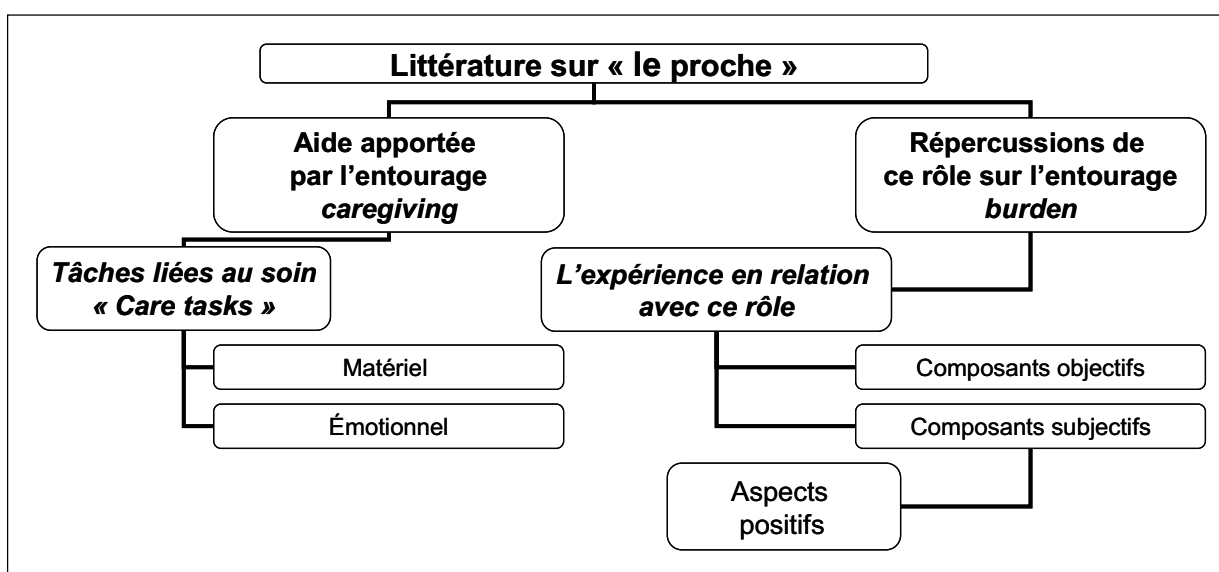 Littérature sur « le proche »
Aide apportée
par l’entourage
caregiving
Répercussions de
ce rôle sur l’entourage
burden
Tâches liées au soin
« Care tasks »
L’expérience en relation
avec ce rôle
Matériel
Composants objectifs
Émotionnel
Composants subjectifs
Aspects
positifs